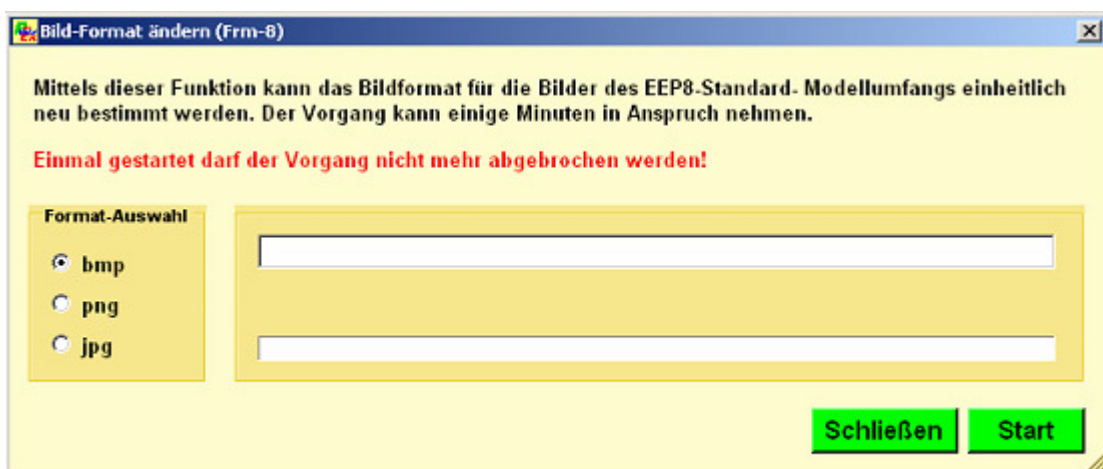 Bild-Format ändern (Frm-8)
Mittels dieser Funktion kann das Bildformat für die Bilder des EEP8-Standard- Modellumfangs einheitlich
neu bestimmt werden. Der Vorgang kann einige Minuten in Anspruch nehmen.
Einmal gestartet darf der Vorgang nicht mehr abgebrochen werden!
Format-Auswahl
bmp
png
jpg
Schließen
Start